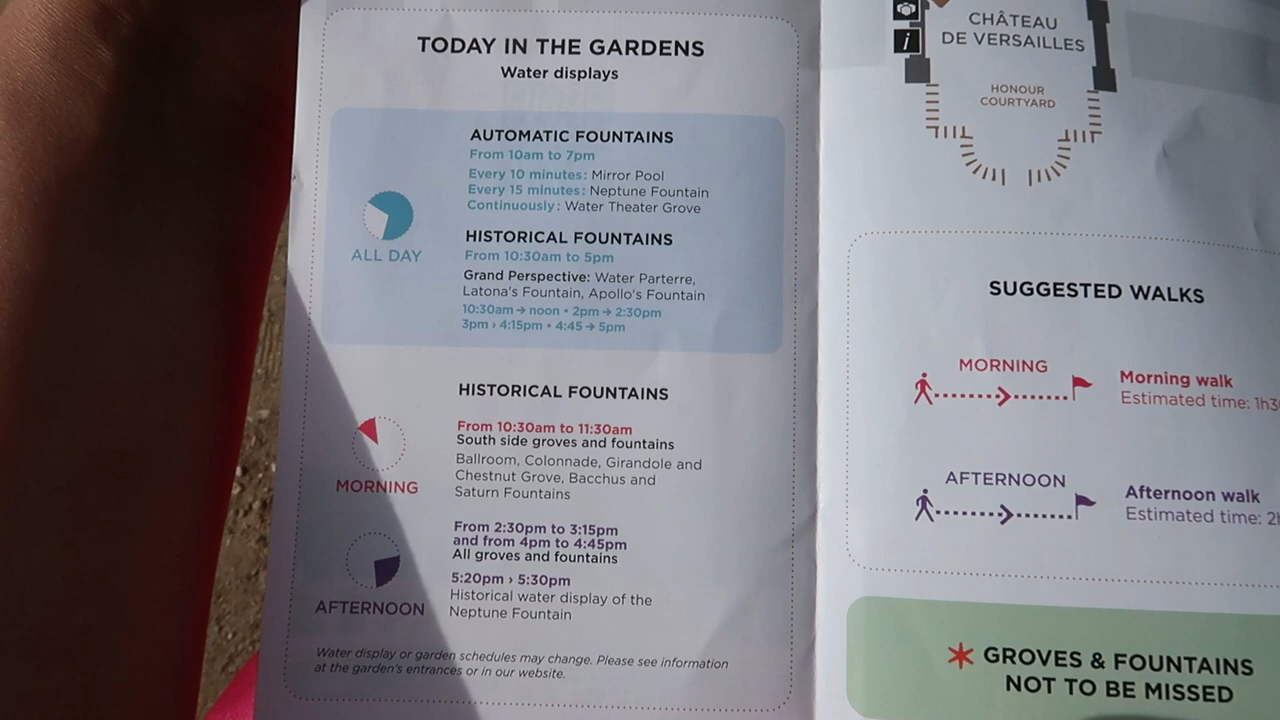 TODAY IN THE GARDENS
Water displays
AUTOMATIC FOUNTAINS
From 10am to 7pm
Every 10 minutes: Mirror Pool
Every 15 minutes: Neptune Fountain
Continuously: Water Theater Grove
ALL DAY
HISTORICAL FOUNTAINS
From 10:30am to 5pm
Grand Perspective: Water Parterre,
Latona's Fountain, Apollo's Fountain
10:30am → noon • 2pm → 2:30pm
3pm › 4:15pm • 4:45 → 5pm
HISTORICAL FOUNTAINS
From 10:30am to 11:30am
South side groves and fountains
Ballroom, Colonnade, Girandole and
Chestnut Grove, Bacchus and
Saturn Fountains
MORNING
From 2:30pm to 3:15pm
and from 4pm to 4:45pm
All groves and fountains
5:20pm › 5:30pm
Historical water display of the
Neptune Fountain
AFTERNOON
Water display or garden schedules may change. Please see information
at the garden's entrances or in our website.
i
CHÂTEAU
DE VERSAILLES
HONOUR
COURTYARD
SUGGESTED WALKS
MORNING
Morning walk
Estimated time: 1h3
AFTERNOON
Afternoon walk
Estimated time: 2h
* GROVES & FOUNTAINS
NOT TO BE MISSED